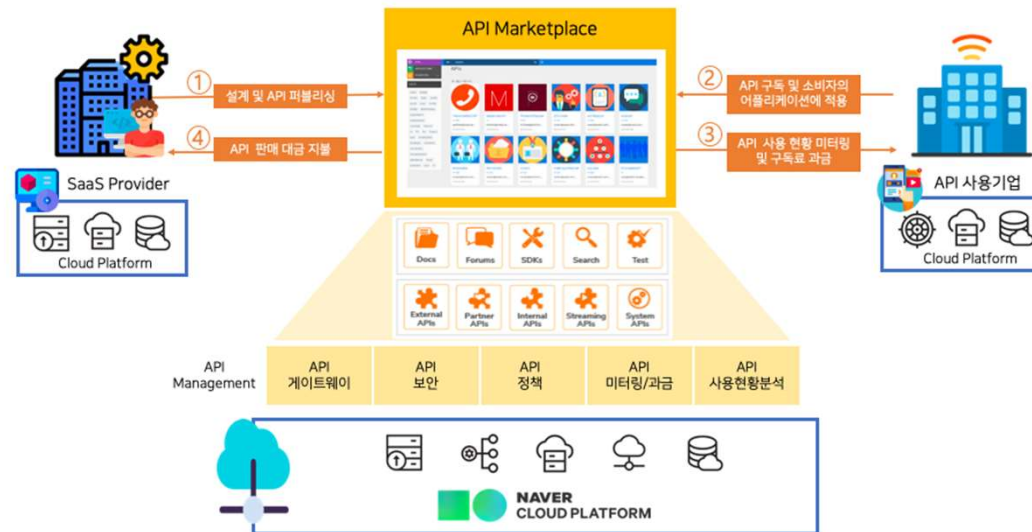 API Marketplace
①
설계 및 API 퍼블리싱
②
API 구독 및 소비자의
어플리케이션에 적용
④
API 판매 대금 지불
③
API 사용 현황 미터링
및 구독료 과금
SaaS Provider
Cloud Platform
API 사용기업
Cloud Platform
Docs
Forums
SDKs
Search
Test
External
APIs
Partner
APIs
Internal
APIs
Streaming
APIs
System
APIs
API
Management
API
게이트웨이
API
보안
API
정책
API
미터링/과금
API
사용현황분석
NAVER
CLOUD PLATFORM